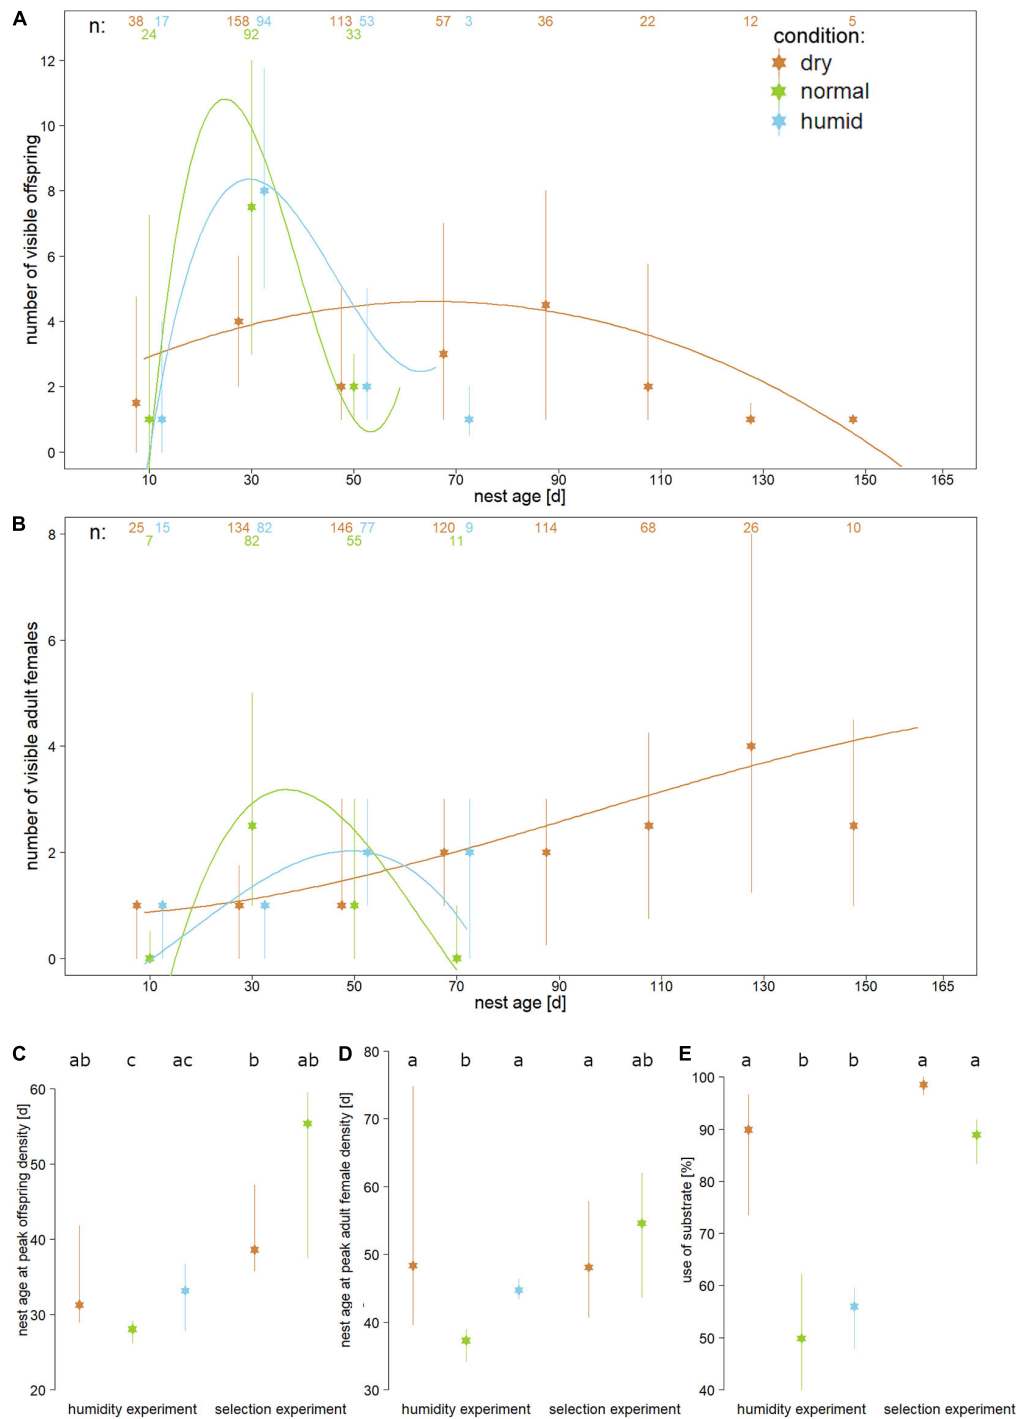 A
n:
38 17 158 94 113 53 57 3 36 22 12 5
24 92 33
condition:
dry
normal
humid
number of visible offspring
12
10
8
6
4
2
0
10 30 50 70 90 110 130 150 165
nest age [d]
B
n:
25 15 134 82 146 77 120 9 114 68 26 10
7 82 55 11
number of visible adult females
8
6
4
2
0
10 30 50 70 90 110 130 150 165
nest age [d]
C
ab c ac b ab
nest age at peak offspring density [d]
60
50
40
30
20
humidity experiment selection experiment
D
a b a a ab
nest age at peak adult female density [d]
80
70
60
50
40
30
humidity experiment selection experiment
E
a b b a a
use of substrate [%]
100
90
80
70
60
50
40
humidity experiment selection experiment